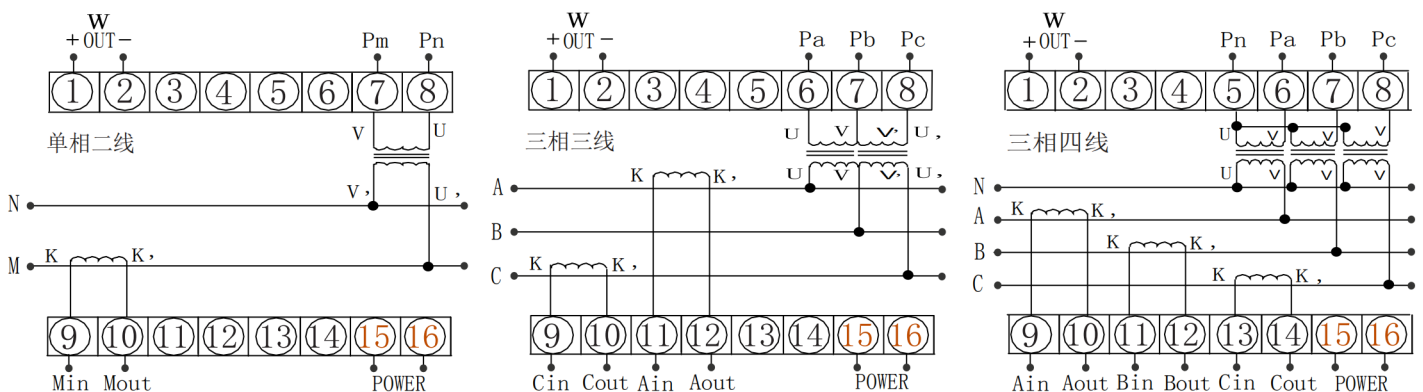 W
+OUT-
Pm Pn
① ② ③ ④ ⑤ ⑥ ⑦ ⑧
V U
单相二线
V, U,
N
K K,
M
⑨ ⑩ ⑪ ⑫ ⑬ ⑭ ⑮ ⑯
Min Mout POWER
W
+OUT-
Pa Pb Pc
① ② ③ ④ ⑤ ⑥ ⑦ ⑧
U V V, U,
三相三线
U V V, U,
K K,
A
B
K K,
C
⑨ ⑩ ⑪ ⑫ ⑬ ⑭ ⑮ ⑯
Cin Cout Ain Aout POWER
W
+OUT-
Pn Pa Pb Pc
① ② ③ ④ ⑤ ⑥ ⑦ ⑧
U V V V
三相四线
U V V V
N
K K,
A
K K,
B
K K,
C
⑨ ⑩ ⑪ ⑫ ⑬ ⑭ ⑮ ⑯
Ain Aout Bin Bout Cin Cout POWER